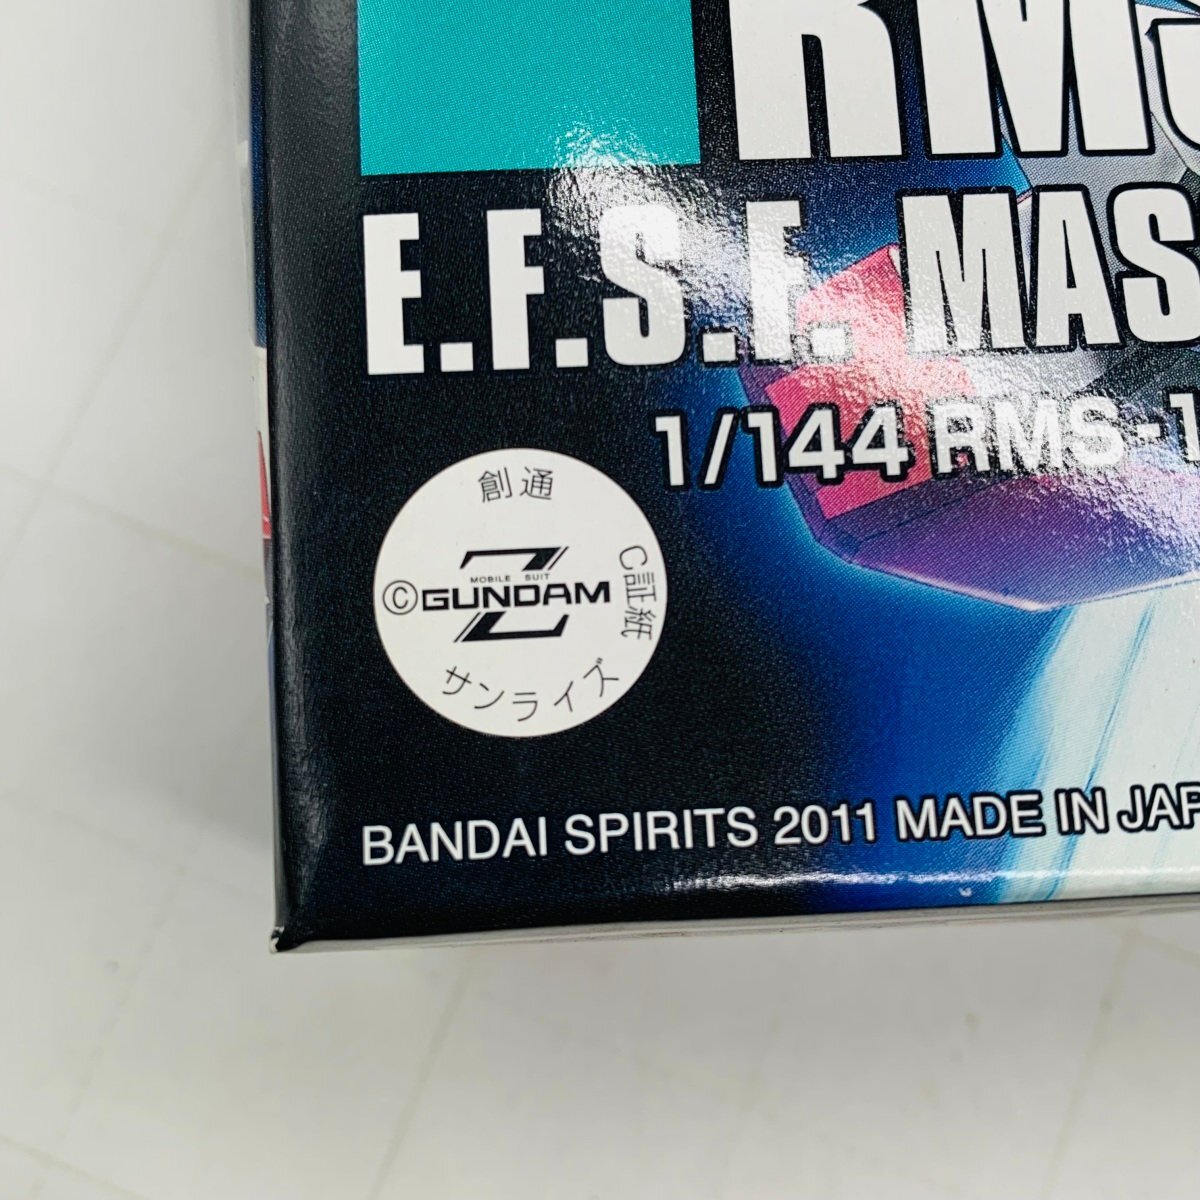 RMS
E.F.S.F. MAS
1/144 RMS-1
創通
MOBILE SUIT
Z
©GUNDAM
C証紙
サンライズ
BANDAI SPIRITS 2011 MADE IN JAP